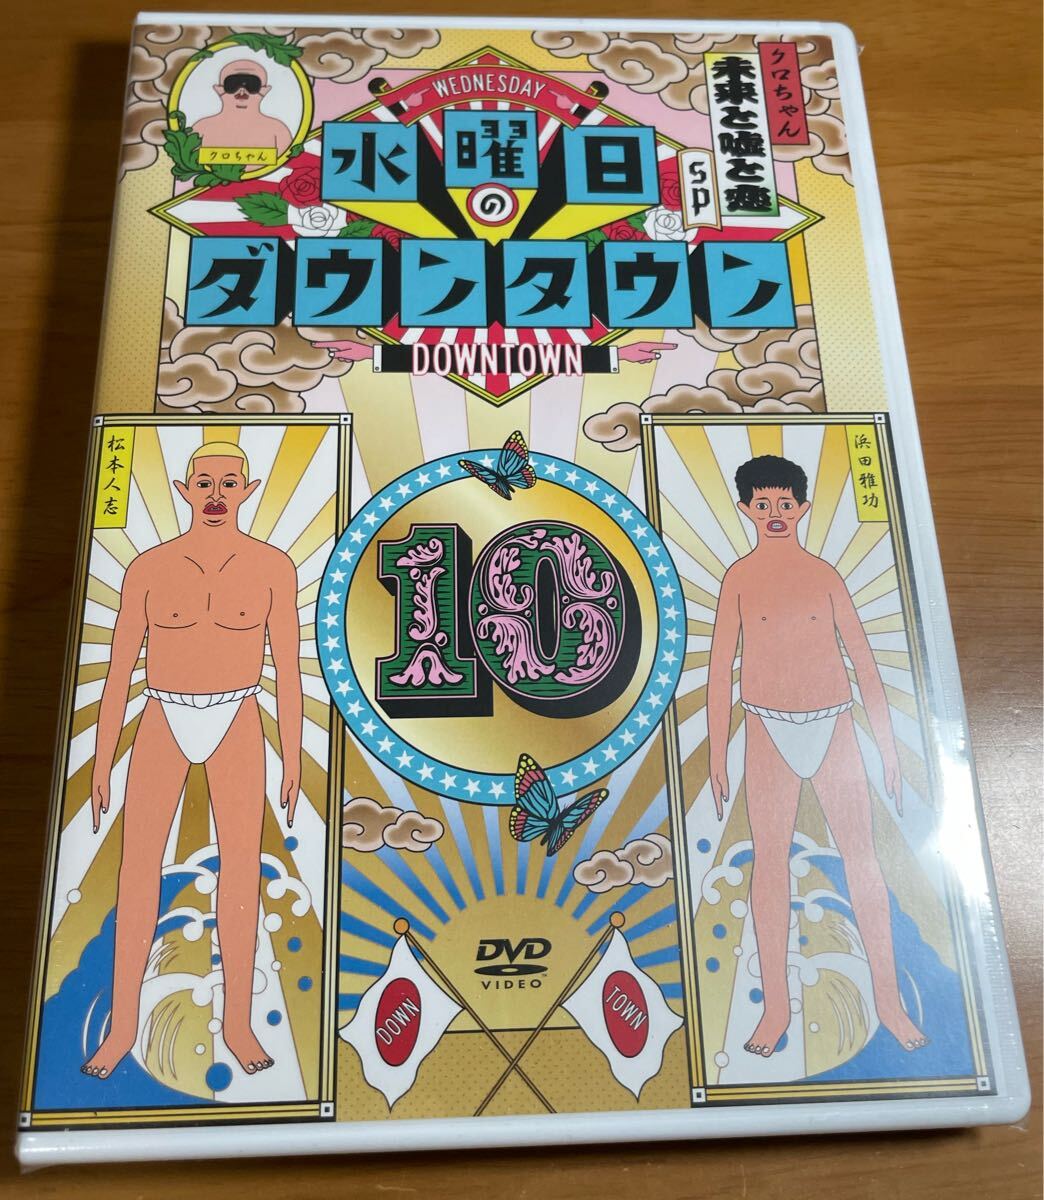 クロちゃん
WEDNESDAY
水曜日
の
ダウンタウン
DOWNTOWN
クロちゃん
未来と嘘と恋
SP
松本人志
浜田雅功
10
DVD
VIDEO
DOWN
TOWN